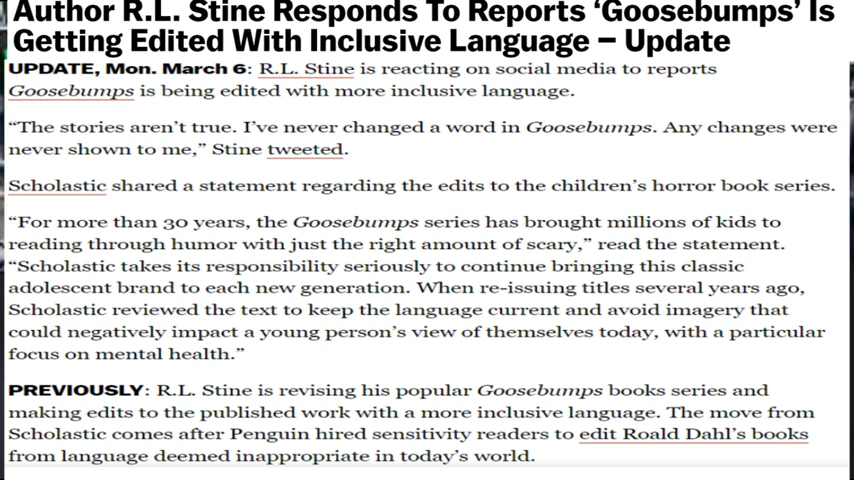 Author R.L. Stine Responds To Reports ‘Goosebumps’ Is
Getting Edited With Inclusive Language – Update
UPDATE, Mon. March 6: R.L. Stine is reacting on social media to reports
Goosebumps is being edited with more inclusive language.
“The stories aren’t true. I’ve never changed a word in Goosebumps. Any changes were
never shown to me,” Stine tweeted.
Scholastic shared a statement regarding the edits to the children’s horror book series.
“For more than 30 years, the Goosebumps series has brought millions of kids to
reading through humor with just the right amount of scary,” read the statement.
“Scholastic takes its responsibility seriously to continue bringing this classic
adolescent brand to each new generation. When re-issuing titles several years ago,
Scholastic reviewed the text to keep the language current and avoid imagery that
could negatively impact a young person’s view of themselves today, with a particular
focus on mental health.”
PREVIOUSLY: R.L. Stine is revising his popular Goosebumps books series and
making edits to the published work with a more inclusive language. The move from
Scholastic comes after Penguin hired sensitivity readers to edit Roald Dahl’s books
from language deemed inappropriate in today’s world.